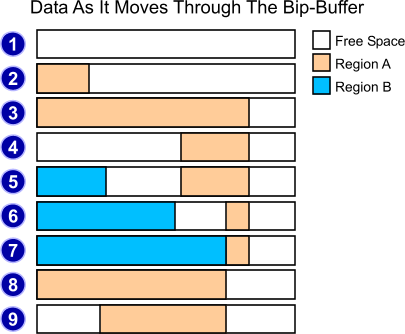 Data As It Moves Through The Bip-Buffer
1
2
3
4
5
6
7
8
9
Free Space
Region A
Region B